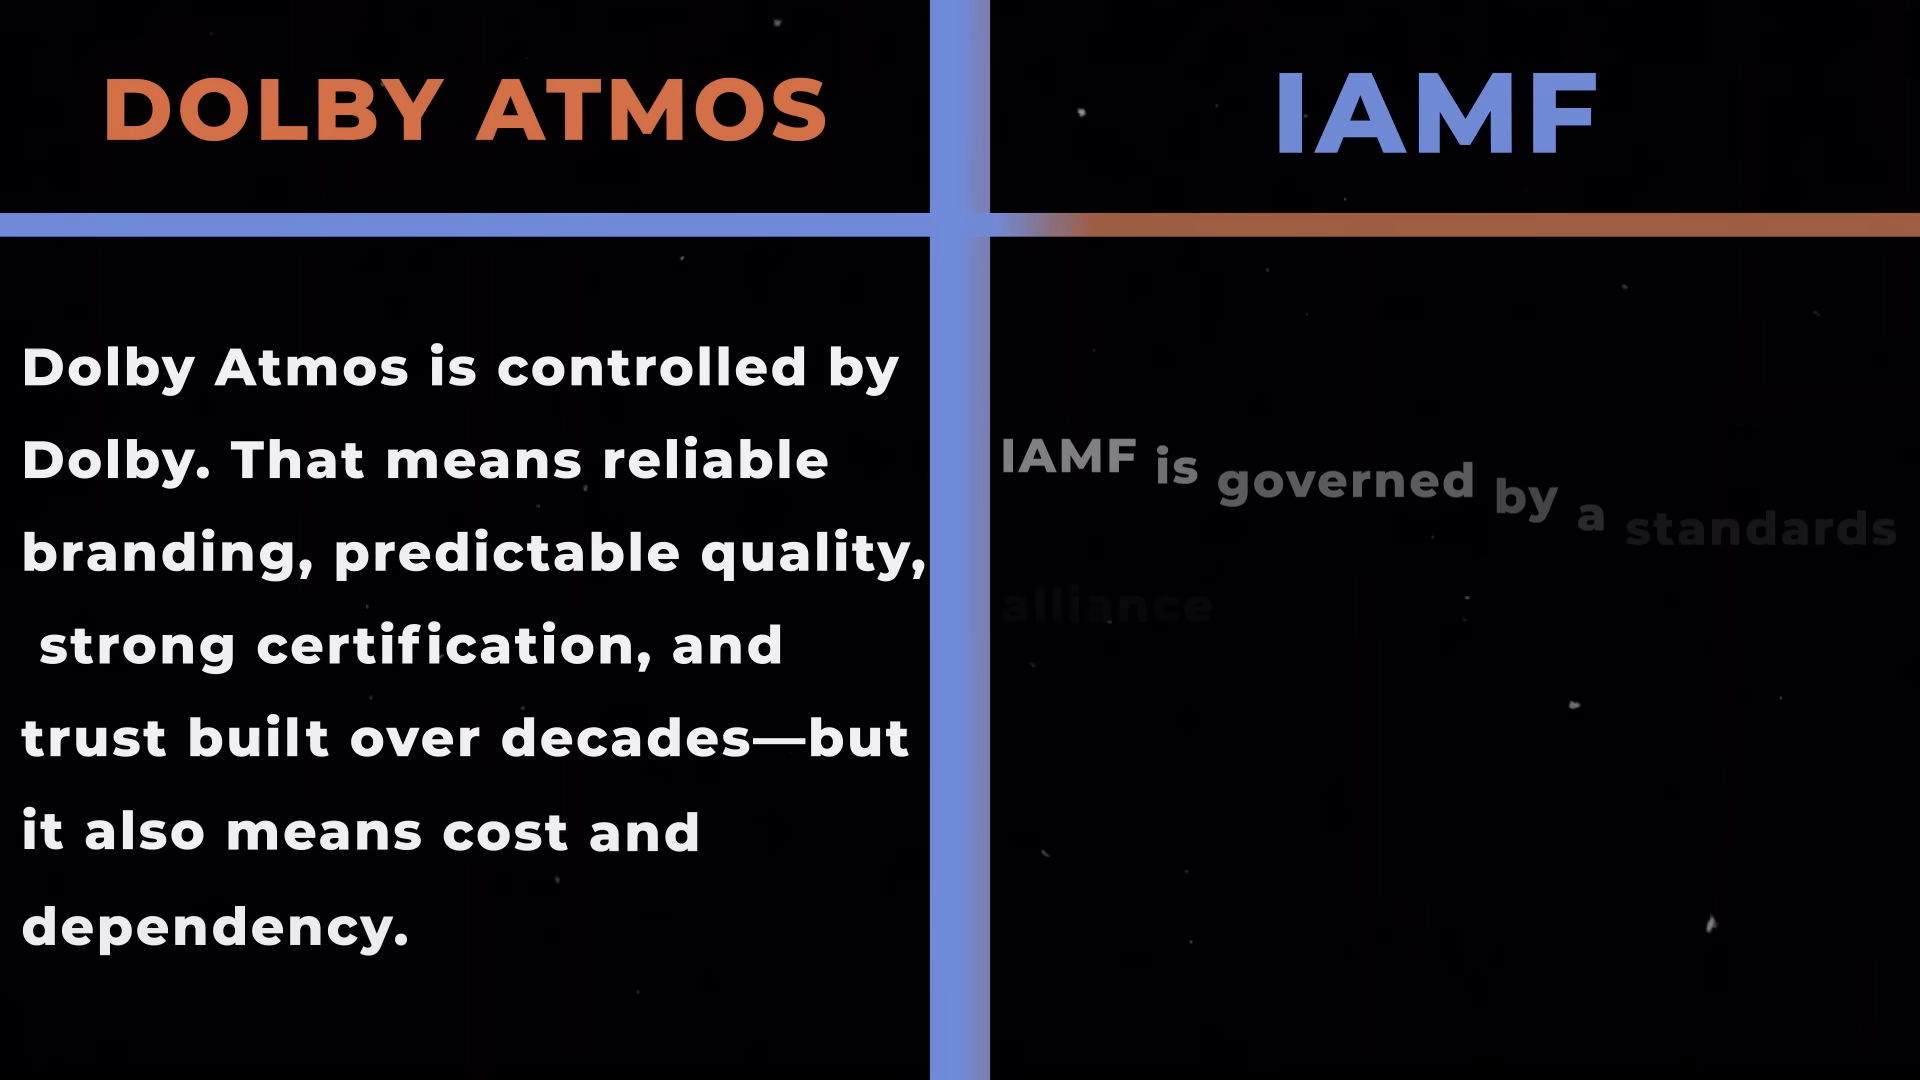 DOLBY ATMOS
Dolby Atmos is controlled by
Dolby. That means reliable
branding, predictable quality,
strong certification, and
trust built over decades—but
it also means cost and
dependency.
IAMF
IAMF is governed by a standards
alliance